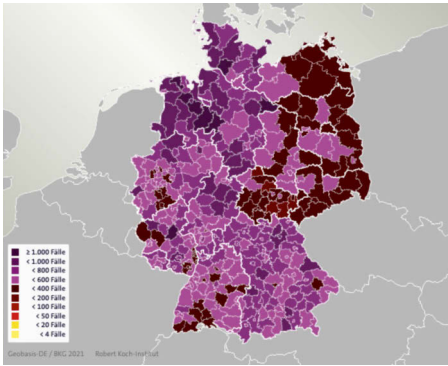 ≥ 1.000 Fälle
< 1.000 Fälle
< 800 Fälle
< 600 Fälle
< 400 Fälle
< 200 Fälle
< 100 Fälle
< 50 Fälle
< 20 Fälle
< 4 Fälle
Geobasis-DE / BKG 2021 Robert Koch-Institut